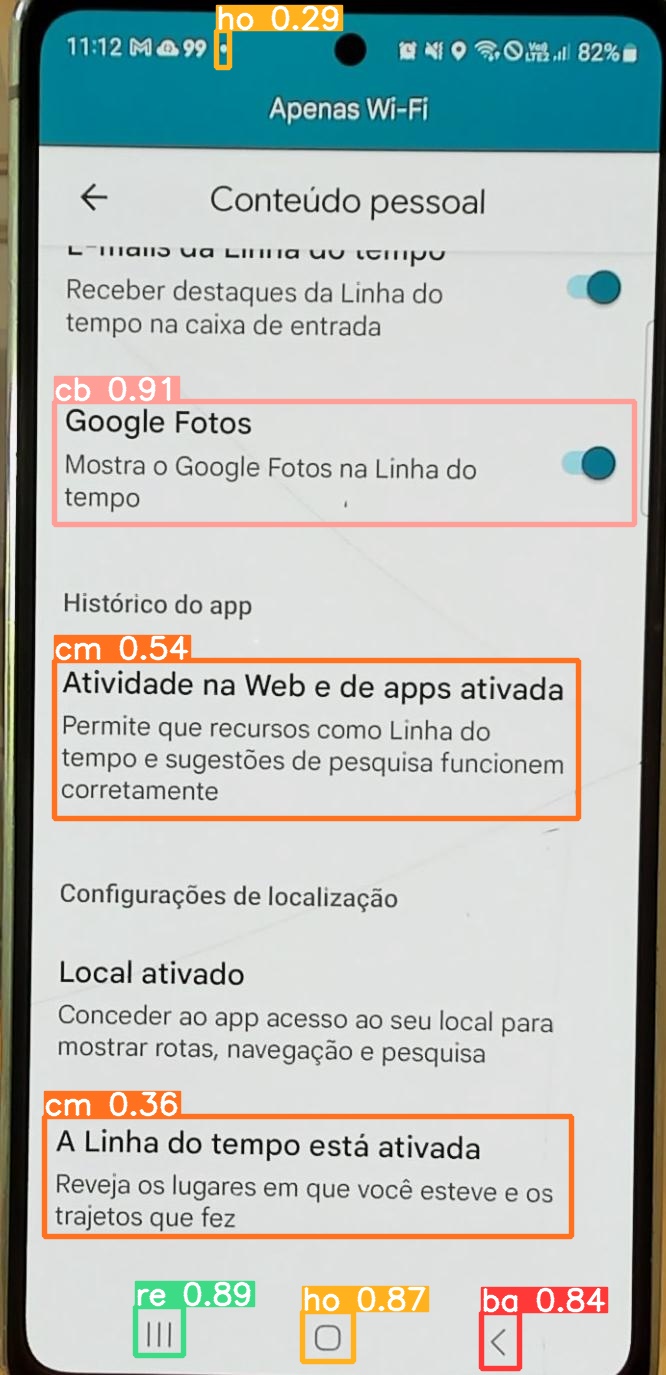 ho 0.29
11:12 99 82%
Apenas Wi-Fi
Conteúdo pessoal
E-mails da Linha do tempo
Receber destaques da Linha do
tempo na caixa de entrada
cb 0.91
Google Fotos
Mostra o Google Fotos na Linha do
tempo
Histórico do app
cm 0.54
Atividade na Web e de apps ativada
Permite que recursos como Linha do
tempo e sugestões de pesquisa funcionem
corretamente
Configurações de localização
Local ativado
Conceder ao app acesso ao seu local para
mostrar rotas, navegação e pesquisa
cm 0.36
A Linha do tempo está ativada
Reveja os lugares em que você esteve e os
trajetos que fez
re 0.89 ho 0.87 ba 0.84